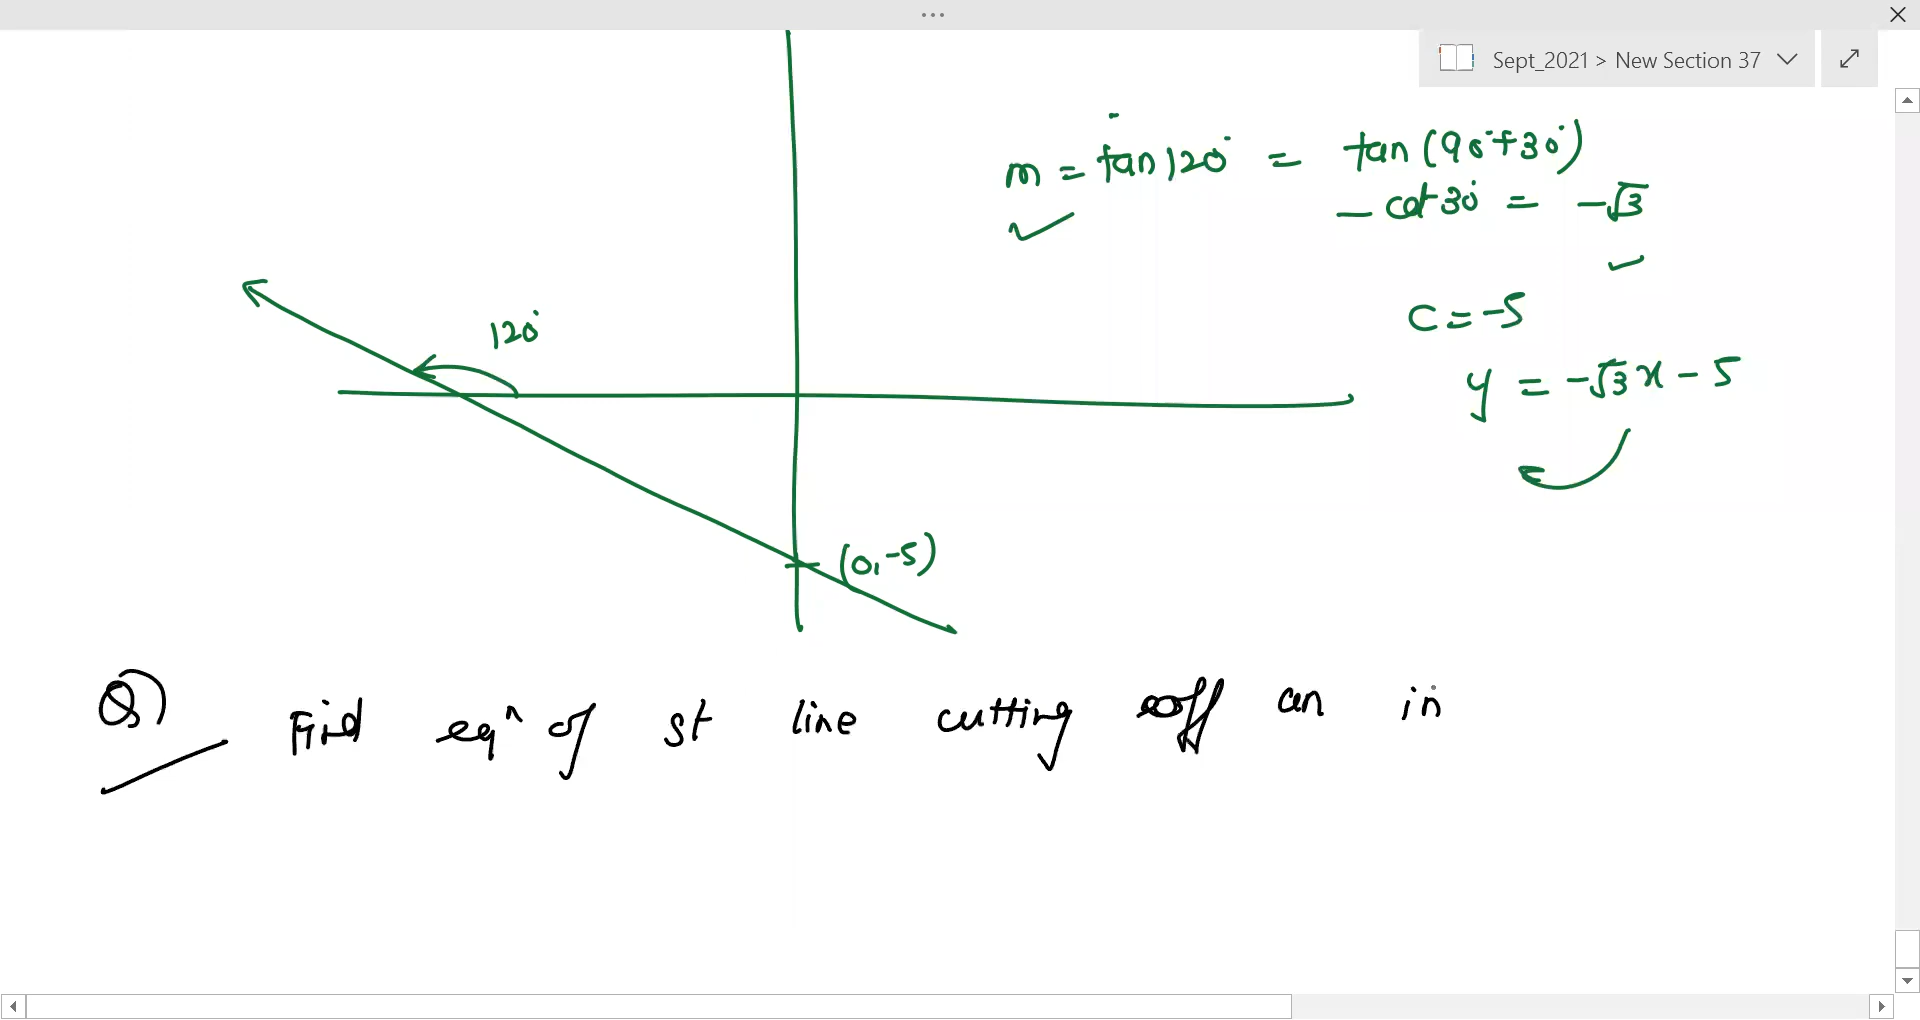 Sept_2021 > New Section 37
m = tan 120° = tan (90°+30°)
- cot 30° = -√3
120°
c = -5
y = -√3 x - 5
(0, -5)
Q) Find eqⁿ of st line cutting off an in